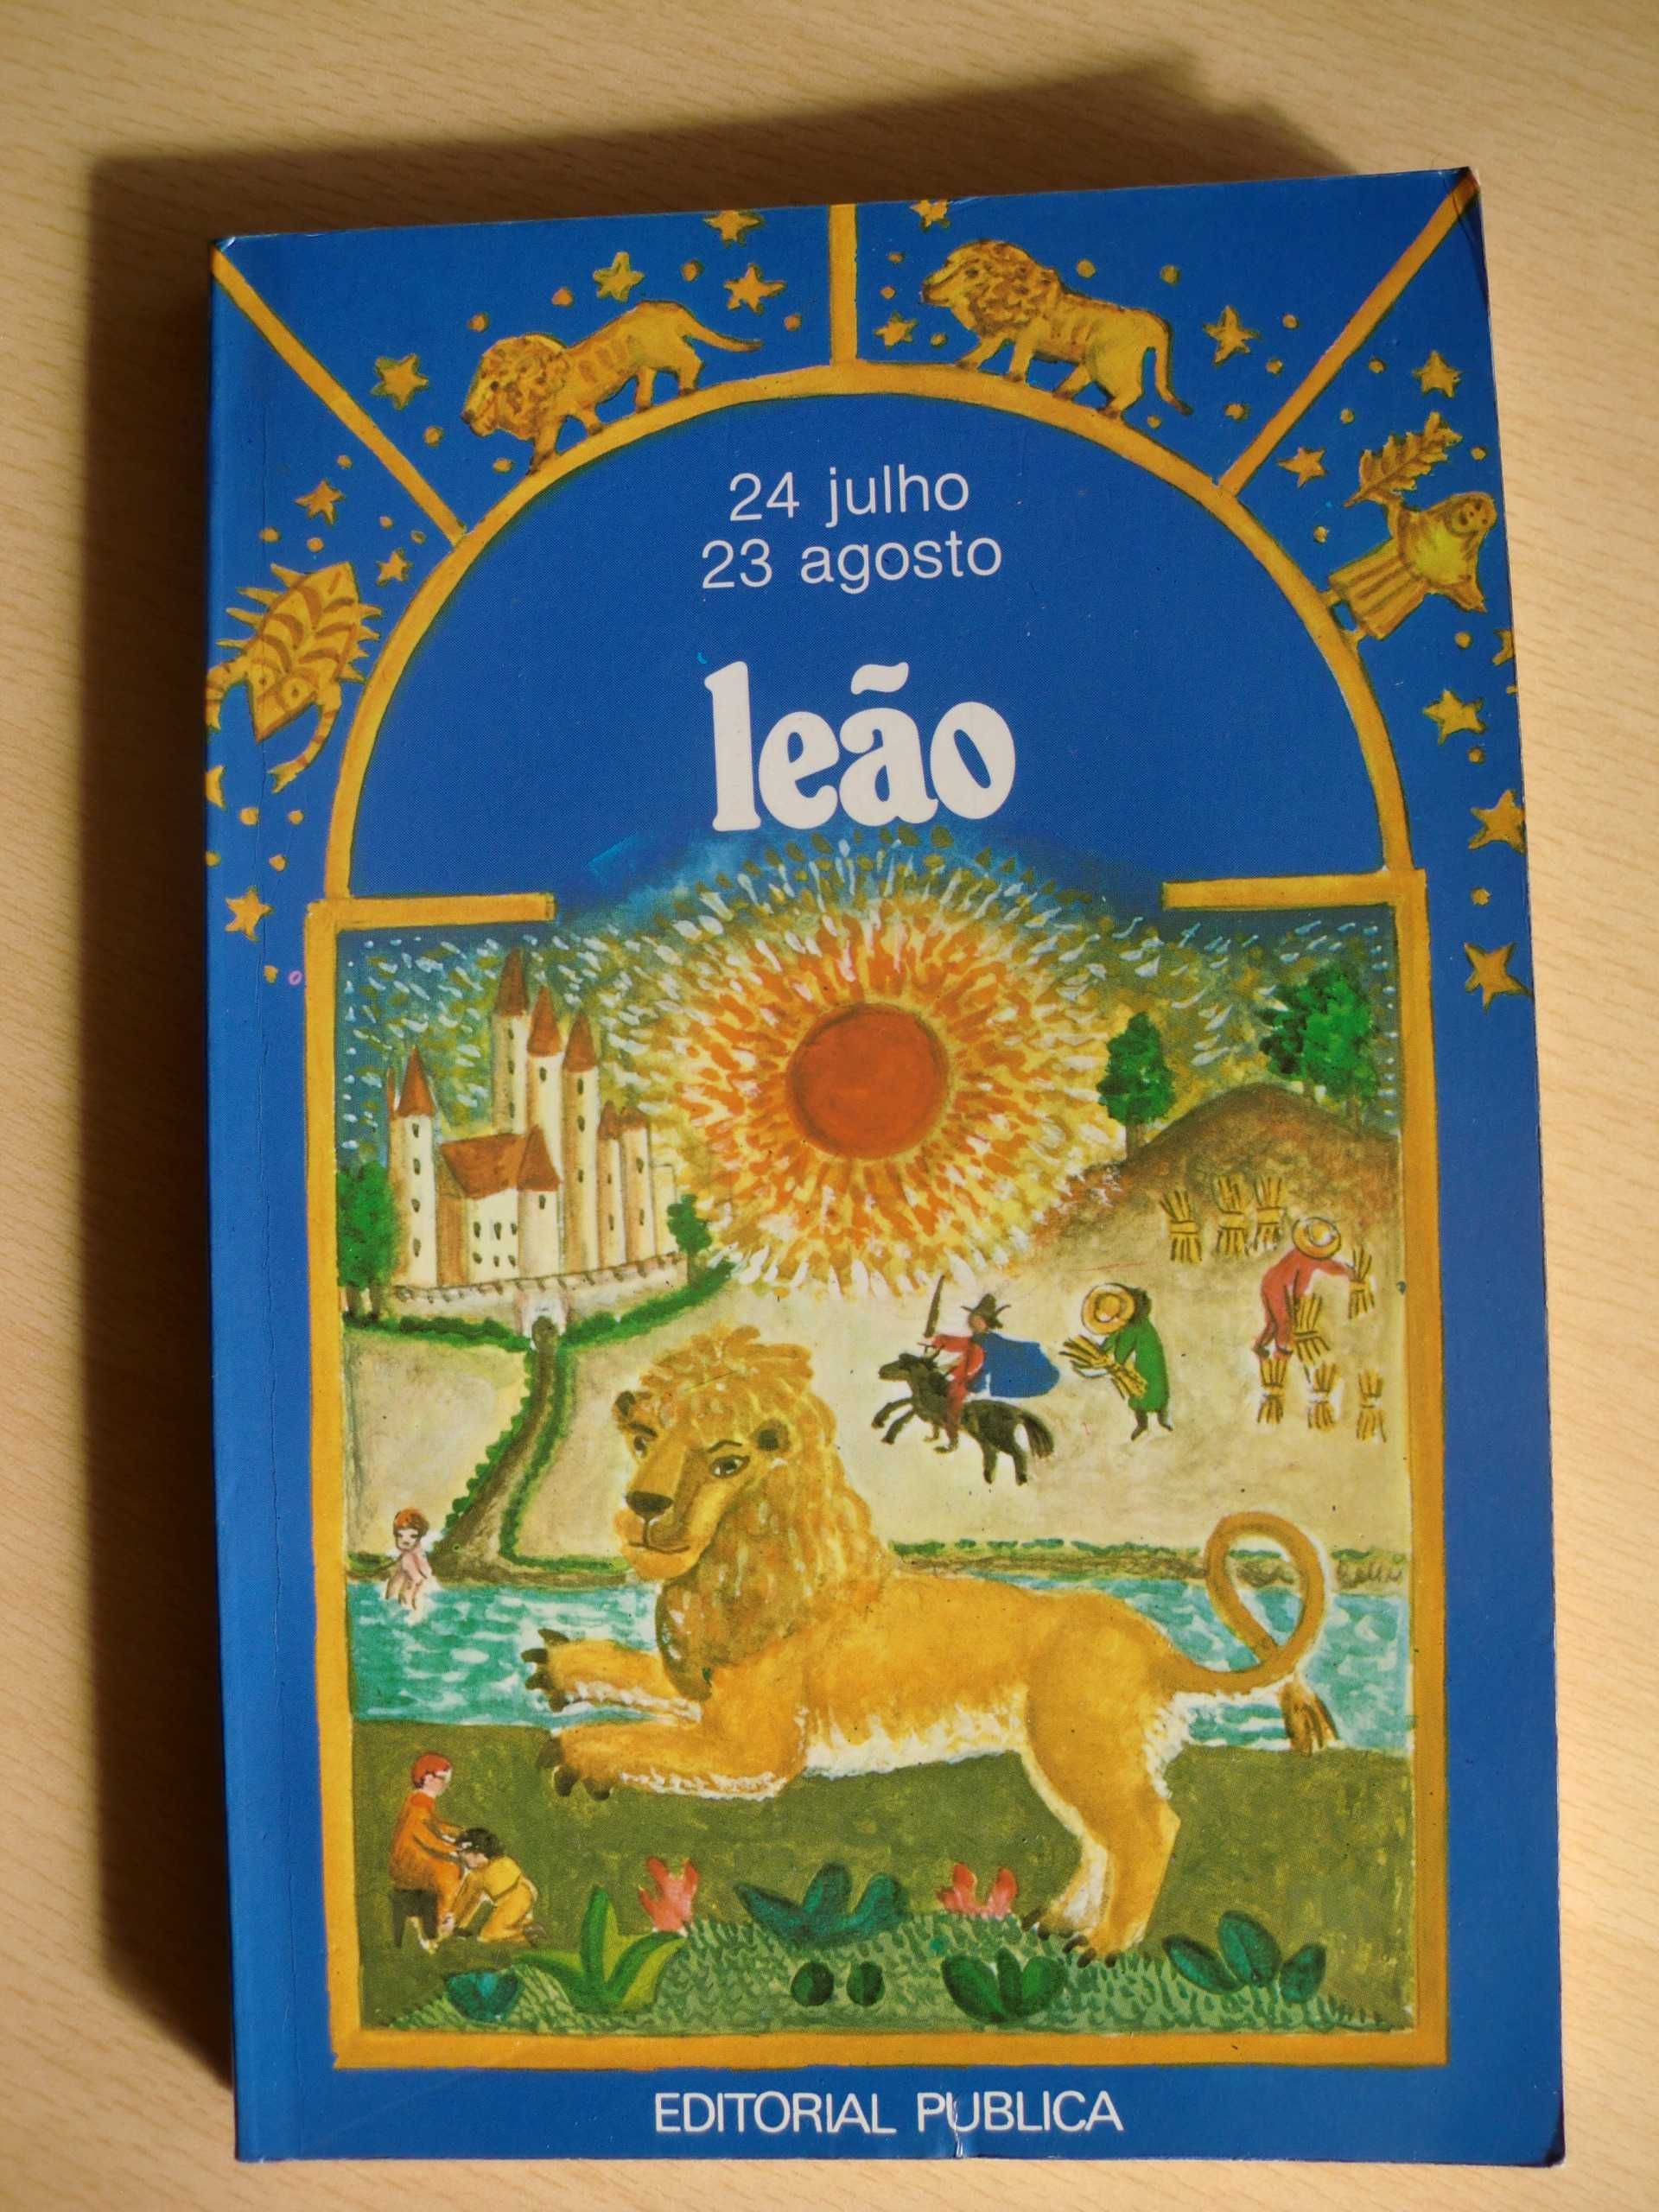 24 julho
23 agosto
leão
EDITORIAL PUBLICA